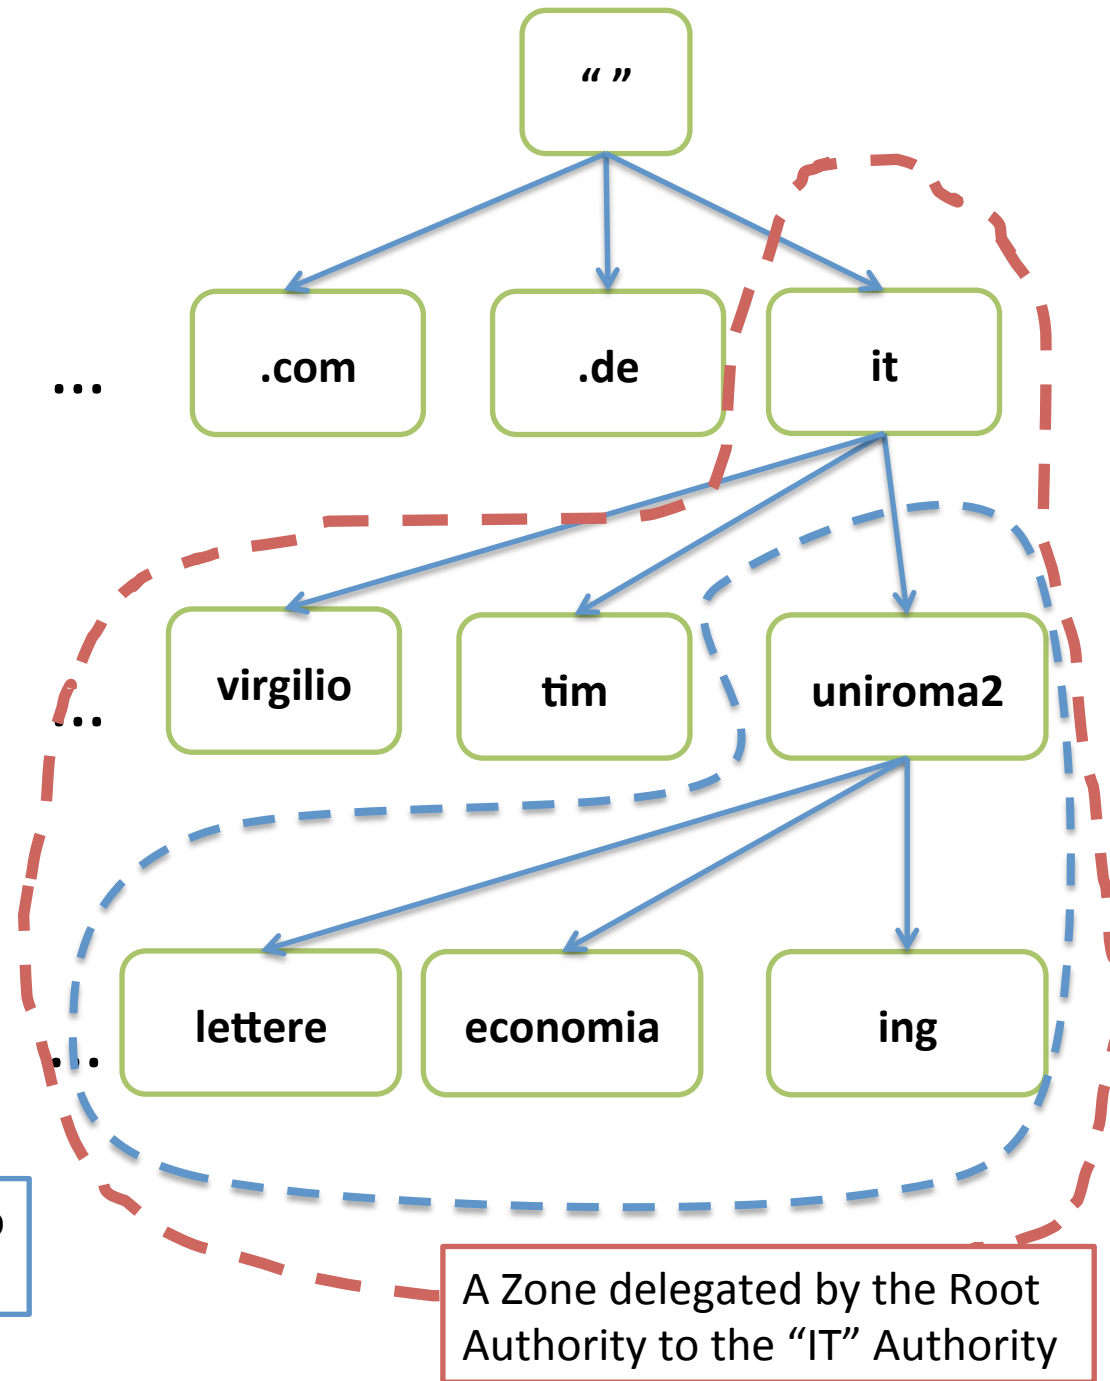 “ ”
... .com .de it
... virgilio tim uniroma2
... lettere economia ing
A Zone delegated by the Root
Authority to the “IT” Authority